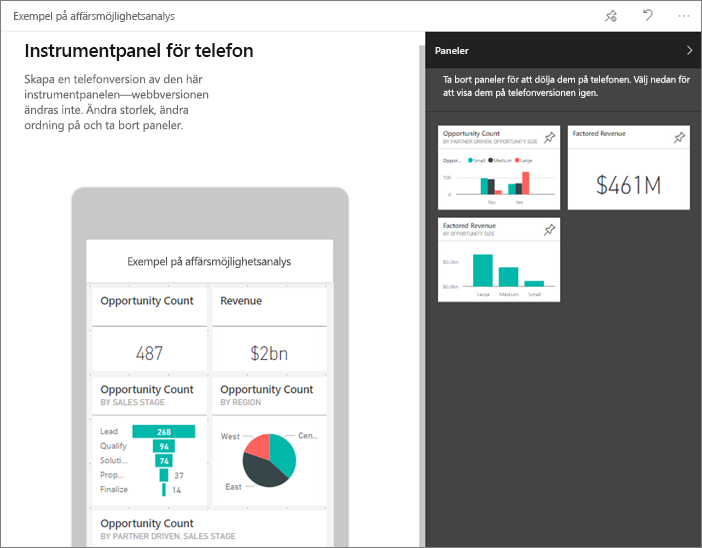 Exempel på affärsmöjlighetsanalys
Instrumentpanel för telefon
Skapa en telefonversion av den här
instrumentpanelen—webbversionen
ändras inte. Ändra storlek, ändra
ordning på och ta bort paneler.
Exempel på affärsmöjlighetsanalys
Opportunity Count
487
Revenue
$2bn
Opportunity Count
BY SALES STAGE
Lead 268
Qualify 94
Soluti... 74
Prop... 37
Finalize 14
Opportunity Count
BY REGION
West
Cen...
East
Opportunity Count
BY PARTNER DRIVEN, SALES STAGE
Paneler
Ta bort paneler för att dölja dem på telefonen. Välj nedan för
att visa dem på telefonversionen igen.
Opportunity Count
BY PARTNER DRIVEN, OPPORTUNITY SIZE
Oppor... Small Medium Large
100
0
No Yes
Factored Revenue
$461M
Factored Revenue
BY OPPORTUNITY SIZE
$0.2bn
$0.0bn
Large Medium Small